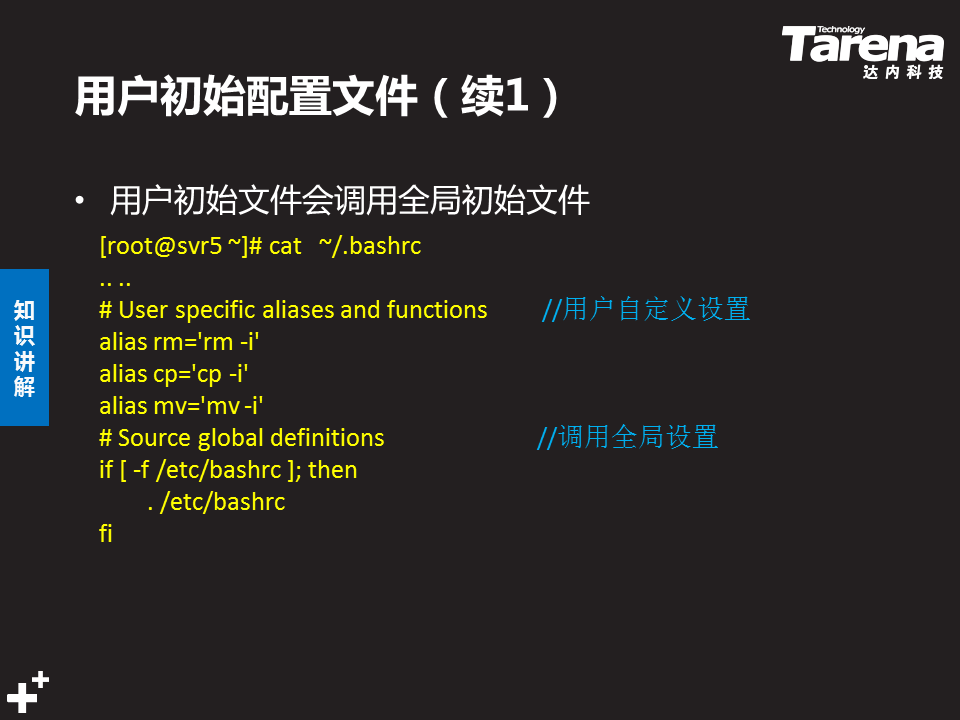 Technology
Tarena
达内科技
用户初始配置文件（续1）
• 用户初始文件会调用全局初始文件
[root@svr5 ~]# cat ~/.bashrc
.. ..
# User specific aliases and functions //用户自定义设置
alias rm='rm -i'
alias cp='cp -i'
alias mv='mv -i'
# Source global definitions //调用全局设置
if [ -f /etc/bashrc ]; then
. /etc/bashrc
fi
知识讲解